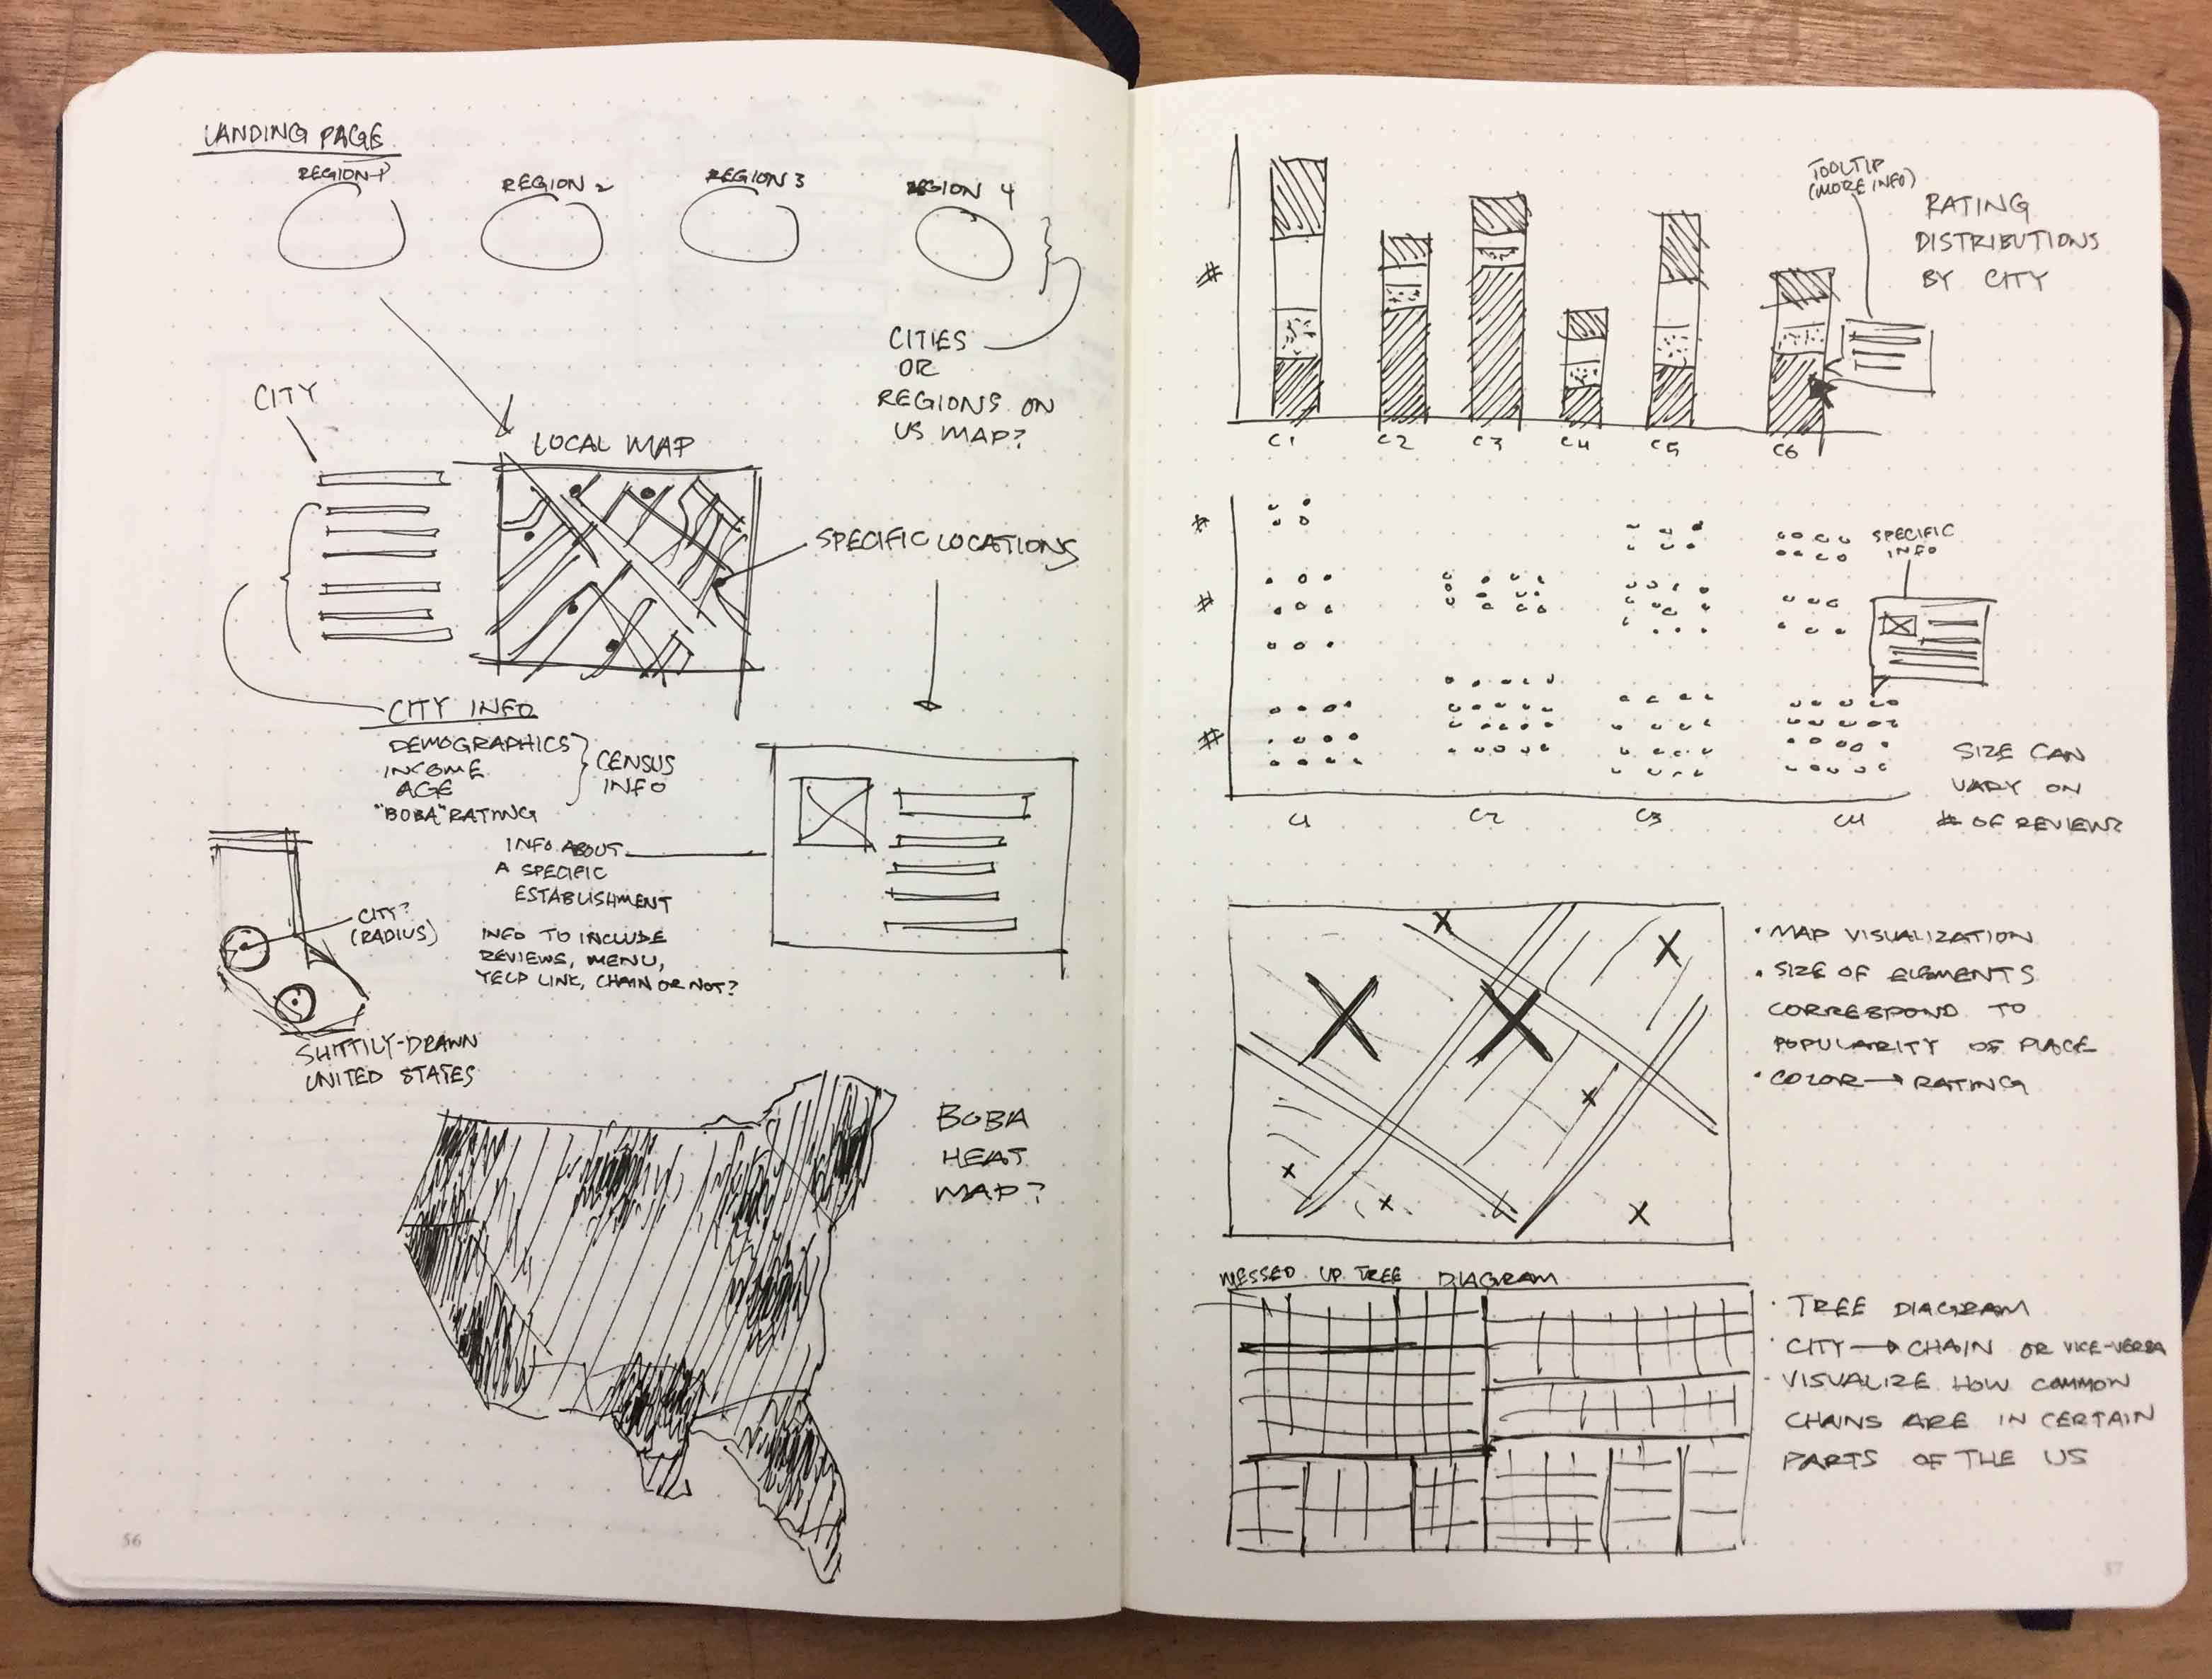 LANDING PAGE
REGION 1
REGION 2
REGION 3
REGION 4
CITIES
OR
REGIONS ON
US MAP?
CITY
LOCAL MAP
SPECIFIC LOCATIONS
CITY INFO
DEMOGRAPHICS
INCOME
AGE
"BOBA" RATING
CENSUS
INFO
INFO ABOUT
A SPECIFIC
ESTABLISHMENT
INFO TO INCLUDE
REVIEWS, MENU,
YELP LINK, CHAIN OR NOT?
CITY?
(RADIUS)
SHITTILY-DRAWN
UNITED STATES
BOBA
HEAT
MAP?
56
TOOLTIP
(MORE INFO)
RATING
DISTRIBUTIONS
BY CITY
#
C1 C2 C3 C4 C5 C6
#
#
#
SPECIFIC
INFO
C1 C2 C3 C4
SIZE CAN
VARY ON
# OF REVIEWS
• MAP VISUALIZATION
• SIZE OF ELEMENTS
CORRESPOND TO
POPULARITY OF PLACE
• COLOR → RATING
MESSED UP TREE DIAGRAM
• TREE DIAGRAM
• CITY → CHAIN OR VICE-VERSA
• VISUALIZE HOW COMMON
CHAINS ARE IN CERTAIN
PARTS OF THE US
57